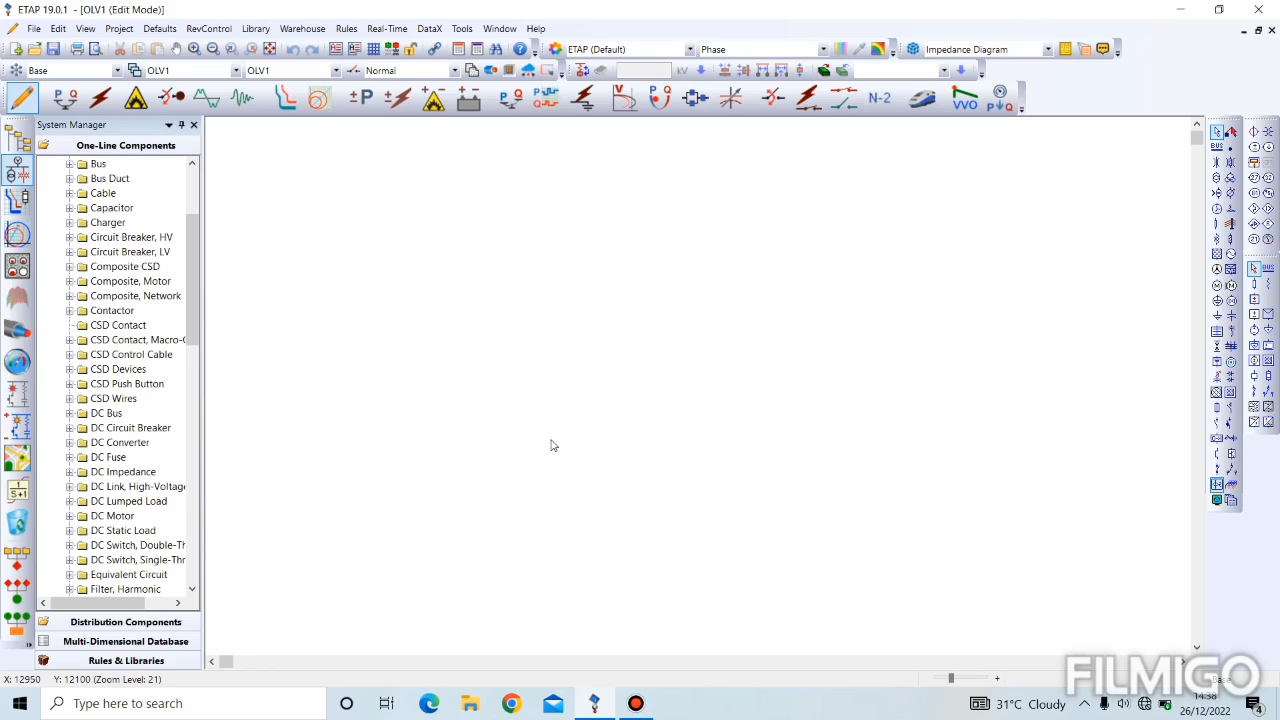 ETAP 19.0.1 - [OLV1 (Edit Mode)]
File Edit View Project Defaults RevControl Library Warehouse Rules Real-Time DataX Tools Window Help
ETAP (Default) Phase Impedance Diagram
Base OLV1 OLV1 Normal kV
N-2 VVO
System Manager
One-Line Components
Bus
Bus Duct
Cable
Capacitor
Charger
Circuit Breaker, HV
Circuit Breaker, LV
Composite CSD
Composite, Motor
Composite, Network
Contactor
CSD Contact
CSD Contact, Macro-C
CSD Control Cable
CSD Devices
CSD Push Button
CSD Wires
DC Bus
DC Circuit Breaker
DC Converter
DC Fuse
DC Impedance
DC Link, High-Voltage
DC Lumped Load
DC Motor
DC Static Load
DC Switch, Double-Th
DC Switch, Single-Thr
Equivalent Circuit
Filter, Harmonic
Distribution Components
Multi-Dimensional Database
Rules & Libraries
X: 12950 Y: 12100 (Zoom Level: 21)
Base
FILMIGO
Type here to search
31°C Cloudy
14:38
26/12/2022
4